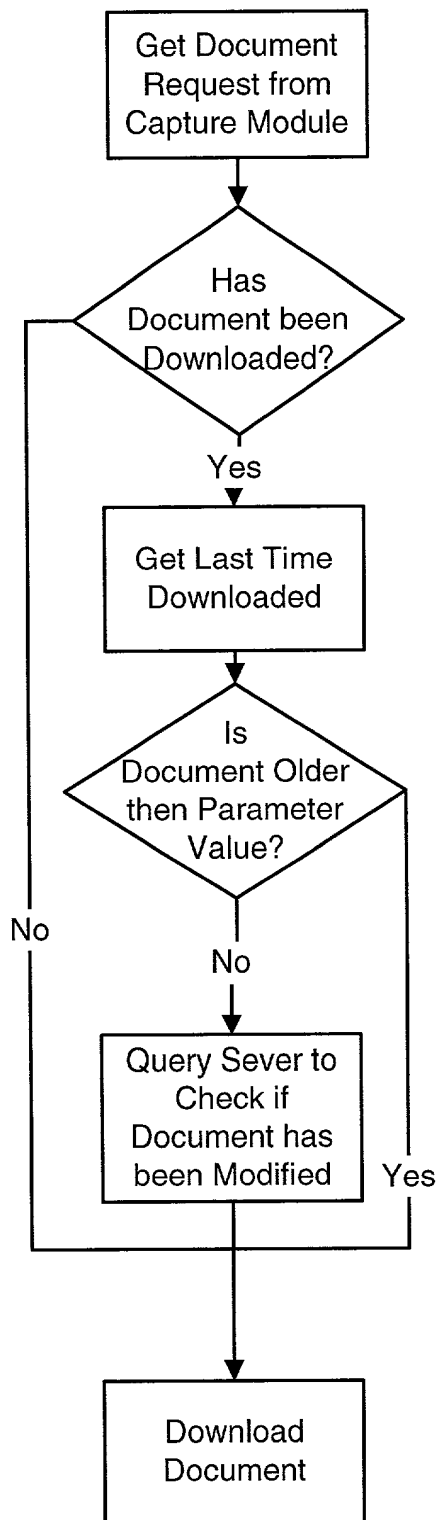 Get Document
Request from
Capture Module
Has
Document been
Downloaded?
Yes
Get Last Time
Downloaded
Is
Document Older
then Parameter
Value?
No
No
Query Sever to
Check if
Document has
been Modified
Yes
Download
Document